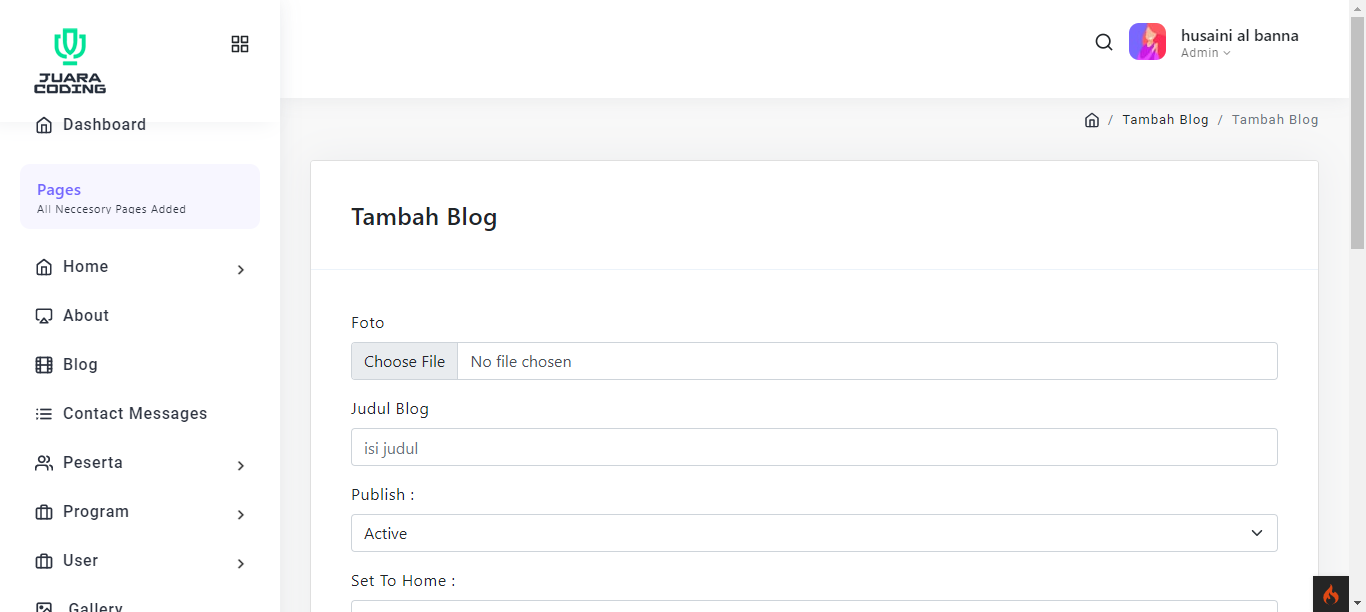 JUARA
CODING
husaini al banna
Admin
/ Tambah Blog / Tambah Blog
Dashboard
Pages
All Neccesory Pages Added
Home
About
Blog
Contact Messages
Peserta
Program
User
Gallery
Tambah Blog
Foto
Choose File No file chosen
Judul Blog
isi judul
Publish :
Active
Set To Home :